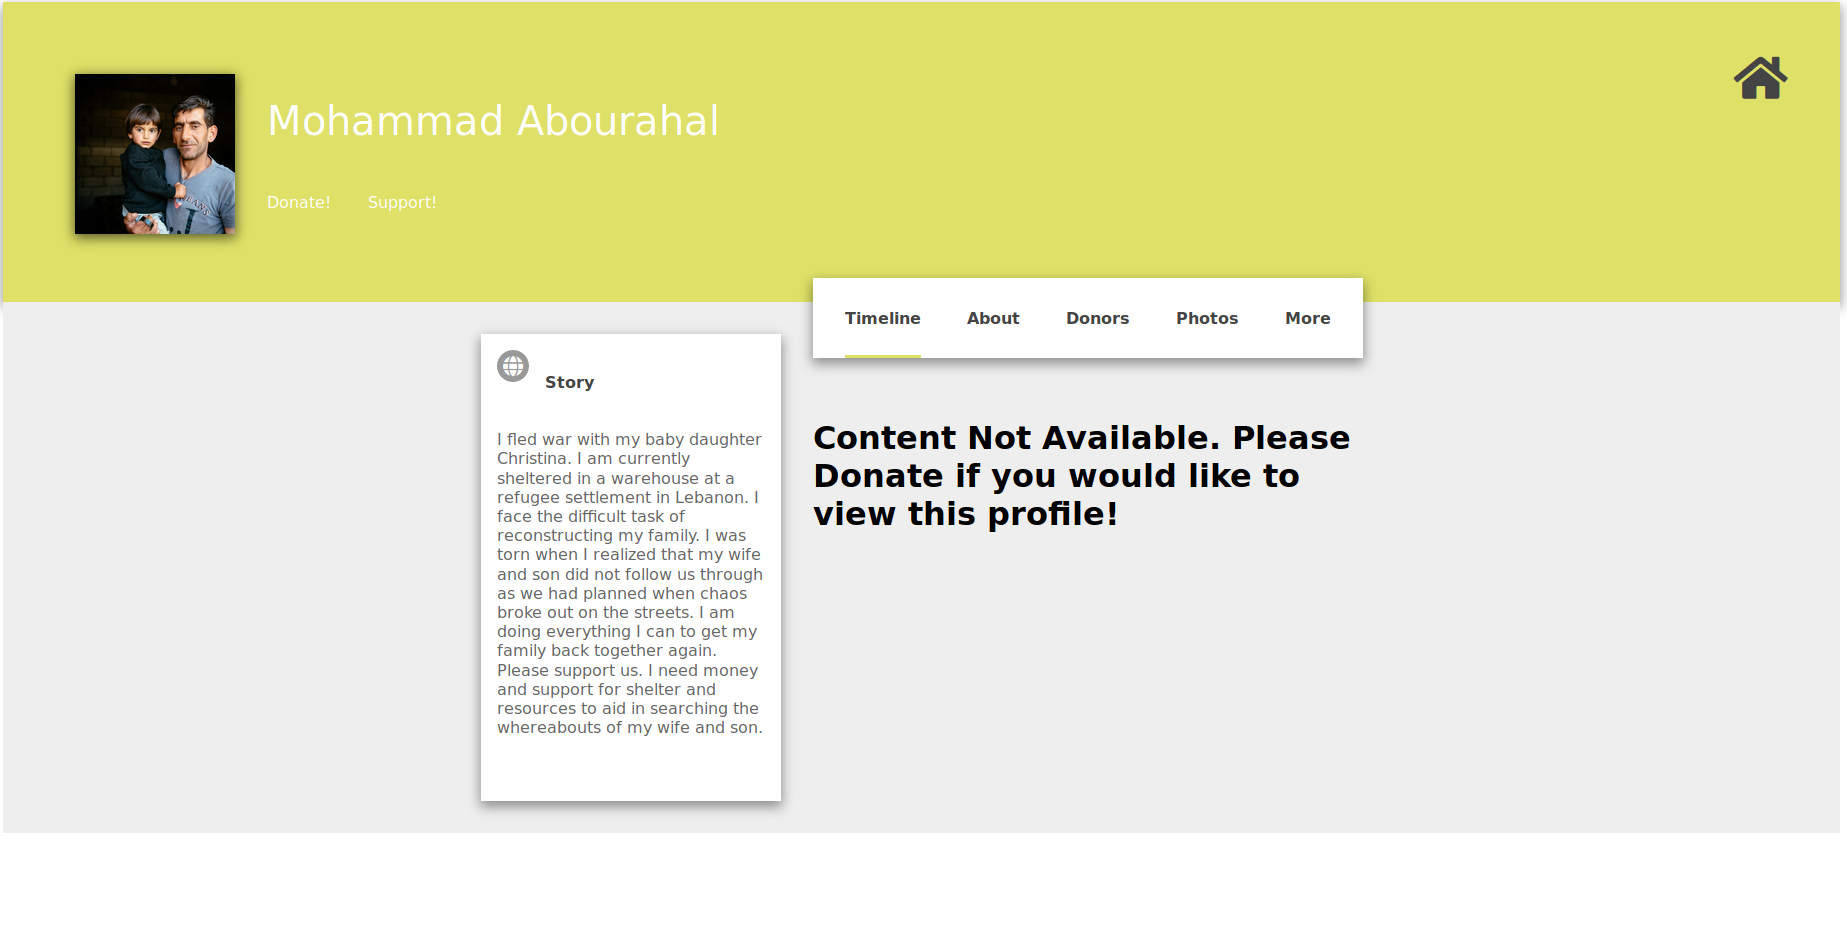 Mohammad Abourahal
Donate! Support!
Timeline About Donors Photos More
Story
I fled war with my baby daughter
Christina. I am currently
sheltered in a warehouse at a
refugee settlement in Lebanon. I
face the difficult task of
reconstructing my family. I was
torn when I realized that my wife
and son did not follow us through
as we had planned when chaos
broke out on the streets. I am
doing everything I can to get my
family back together again.
Please support us. I need money
and support for shelter and
resources to aid in searching the
whereabouts of my wife and son.
Content Not Available. Please
Donate if you would like to
view this profile!